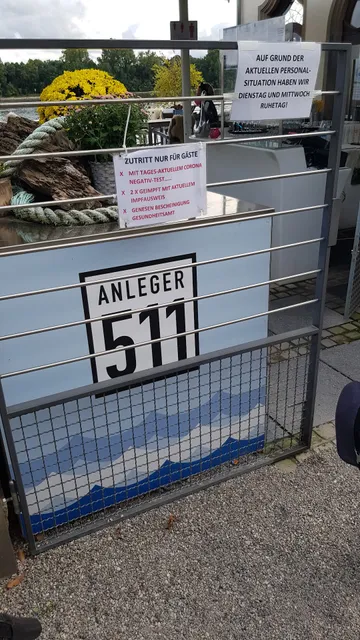 AUF GRUND DER
AKTUELLEN PERSONAL-
SITUATION HABEN WIR
DIENSTAG UND MITTWOCH
RUHETAG!
ZUTRITT NUR FÜR GÄSTE
X MIT TAGES-AKTUELLEM CORONA
NEGATIV-TEST.....
X 2 X GEIMPFT MIT AKTUELLEM
IMPFAUSWEIS
X GENESEN BESCHEINIGUNG
GESUNDHEITSAMT
ANLEGER
511